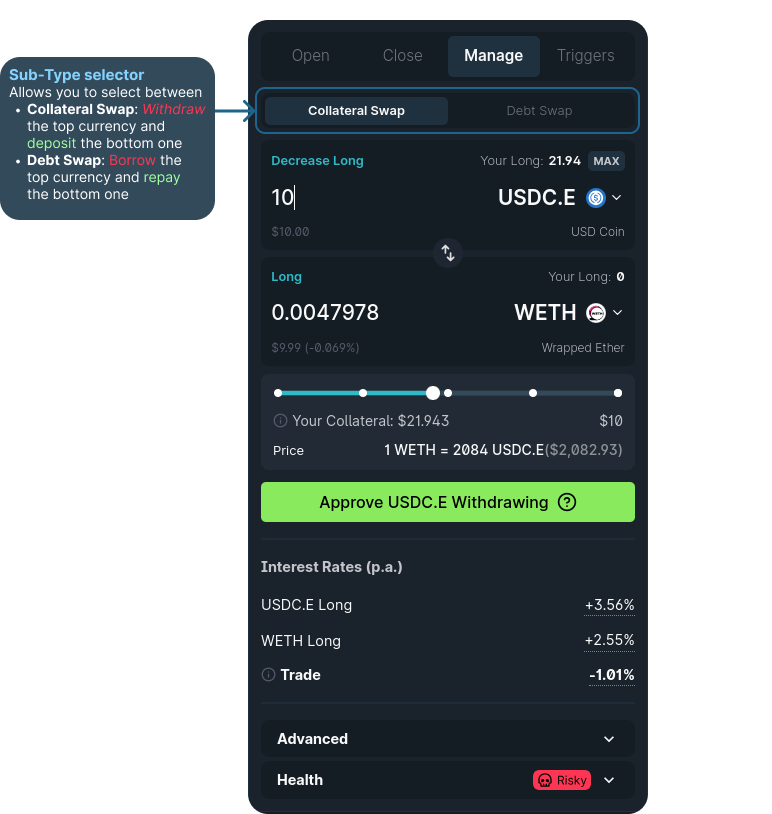 Sub-Type selector
Allows you to select between
• Collateral Swap: Withdraw
the top currency and
deposit the bottom one
• Debt Swap: Borrow the
top currency and repay
the bottom one
Open Close Manage Triggers
Collateral Swap Debt Swap
Decrease Long Your Long: 21.94 MAX
10 USDC.E
$10.00 USD Coin
Long Your Long: 0
0.0047978 WETH
$9.99 (-0.069%) Wrapped Ether
Your Collateral: $21.943 $10
Price 1 WETH = 2084 USDC.E($2,082.93)
Approve USDC.E Withdrawing
Interest Rates (p.a.)
USDC.E Long +3.56%
WETH Long +2.55%
Trade -1.01%
Advanced
Health Risky